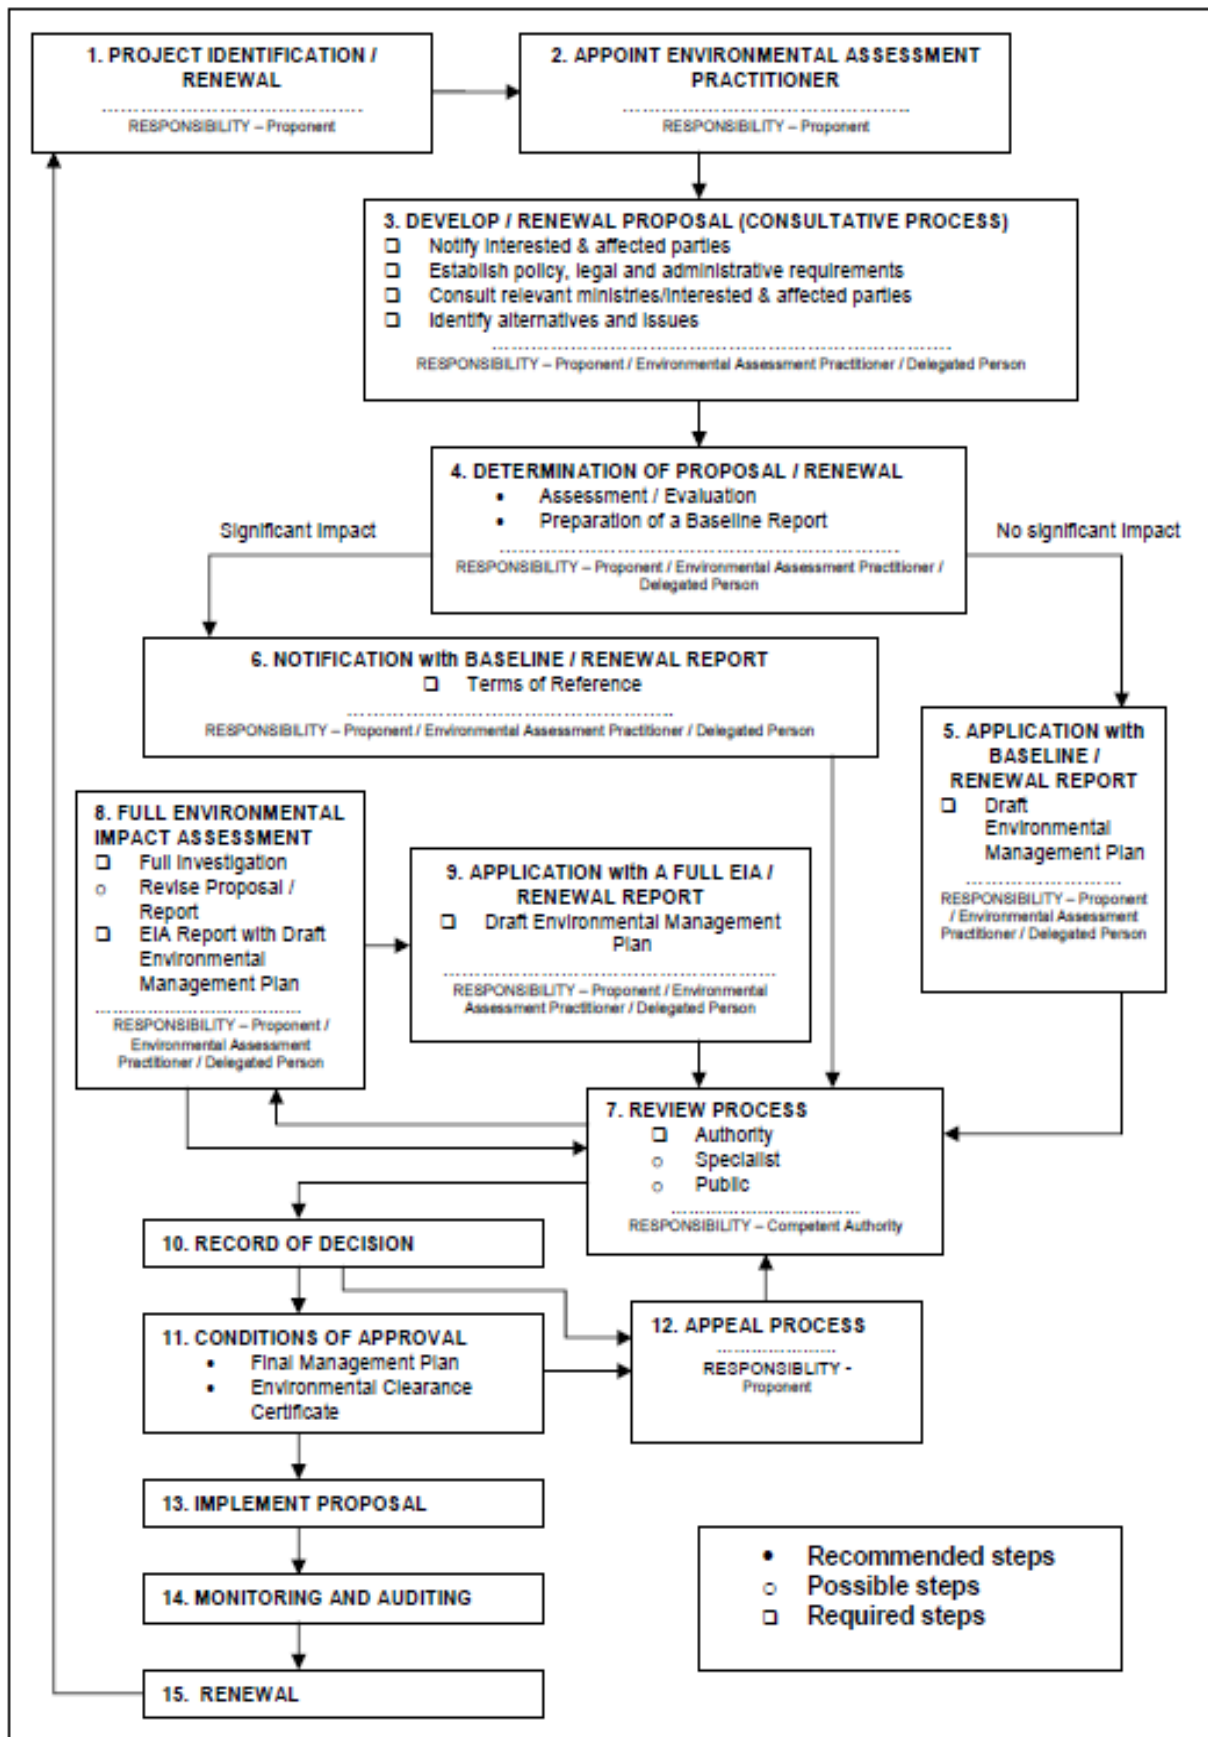 1. PROJECT IDENTIFICATION /
RENEWAL
RESPONSIBILITY – Proponent
2. APPOINT ENVIRONMENTAL ASSESSMENT
PRACTITIONER
RESPONSIBILITY – Proponent
3. DEVELOP / RENEWAL PROPOSAL (CONSULTATIVE PROCESS)
❑ Notify interested & affected parties
❑ Establish policy, legal and administrative requirements
❑ Consult relevant ministries/interested & affected parties
❑ Identify alternatives and issues
RESPONSIBILITY – Proponent / Environmental Assessment Practitioner / Delegated Person
4. DETERMINATION OF PROPOSAL / RENEWAL
• Assessment / Evaluation
• Preparation of a Baseline Report
RESPONSIBILITY – Proponent / Environmental Assessment Practitioner /
Delegated Person
Significant Impact
No significant Impact
6. NOTIFICATION with BASELINE / RENEWAL REPORT
❑ Terms of Reference
RESPONSIBILITY – Proponent / Environmental Assessment Practitioner / Delegated Person
5. APPLICATION with
BASELINE /
RENEWAL REPORT
❑ Draft
Environmental
Management Plan
RESPONSIBILITY – Proponent
/ Environmental Assessment
Practitioner / Delegated Person
8. FULL ENVIRONMENTAL
IMPACT ASSESSMENT
❑ Full Investigation
○ Revise Proposal /
Report
❑ EIA Report with Draft
Environmental
Management Plan
RESPONSIBILITY – Proponent /
Environmental Assessment
Practitioner / Delegated Person
9. APPLICATION with A FULL EIA /
RENEWAL REPORT
❑ Draft Environmental Management
Plan
RESPONSIBILITY – Proponent / Environmental
Assessment Practitioner / Delegated Person
7. REVIEW PROCESS
❑ Authority
○ Specialist
○ Public
RESPONSIBILITY – Competent Authority
10. RECORD OF DECISION
11. CONDITIONS OF APPROVAL
• Final Management Plan
• Environmental Clearance
Certificate
12. APPEAL PROCESS
RESPONSIBLITY -
Proponent
13. IMPLEMENT PROPOSAL
14. MONITORING AND AUDITING
15. RENEWAL
• Recommended steps
○ Possible steps
❑ Required steps